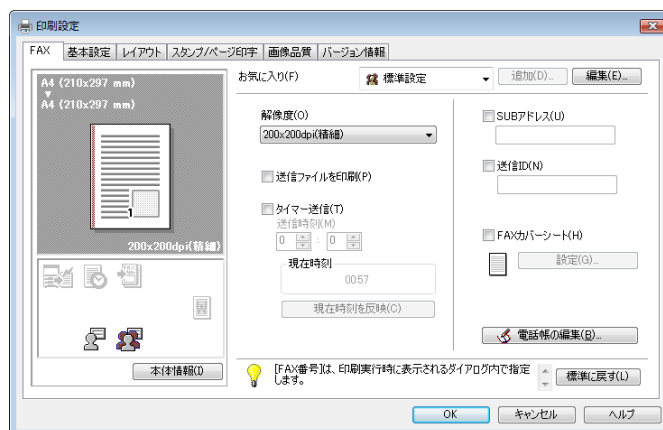 印刷設定
FAX 基本設定 レイアウト スタンプ/ページ印字 画像品質 バージョン情報
A4 (210x297 mm)
A4 (210x297 mm)
1
200x200dpi(精細)
本体情報(I)
お気に入り(F) 標準設定 追加(D)... 編集(E)...
解像度(O)
200x200dpi(精細)
送信ファイルを印刷(P)
タイマー送信(T)
送信時刻(M)
0 : 0
現在時刻
00:57
現在時刻を反映(C)
SUBアドレス(U)
送信ID(N)
FAXカバーシート(H)
設定(G)...
電話帳の編集(B)...
[FAX番号]は、印刷実行時に表示されるダイアログ内で指定
します。
標準に戻す(L)
OK キャンセル ヘルプ